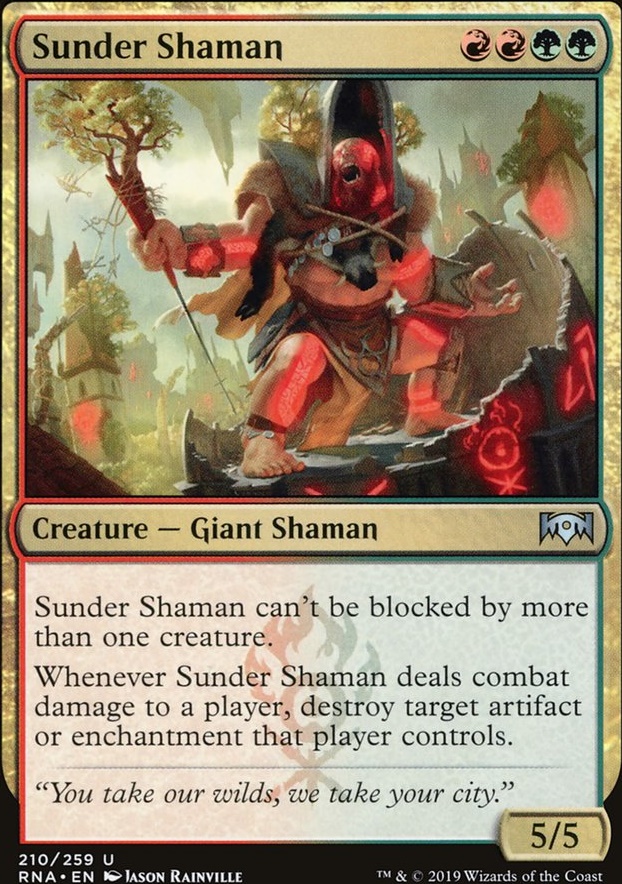 Sunder Shaman
Creature — Giant Shaman
Sunder Shaman can't be blocked by more
than one creature.
Whenever Sunder Shaman deals combat
damage to a player, destroy target artifact
or enchantment that player controls.
“You take our wilds, we take your city.”
5/5
210/259 U
RNA • EN Jason Rainville
™ & © 2019 Wizards of the Coast